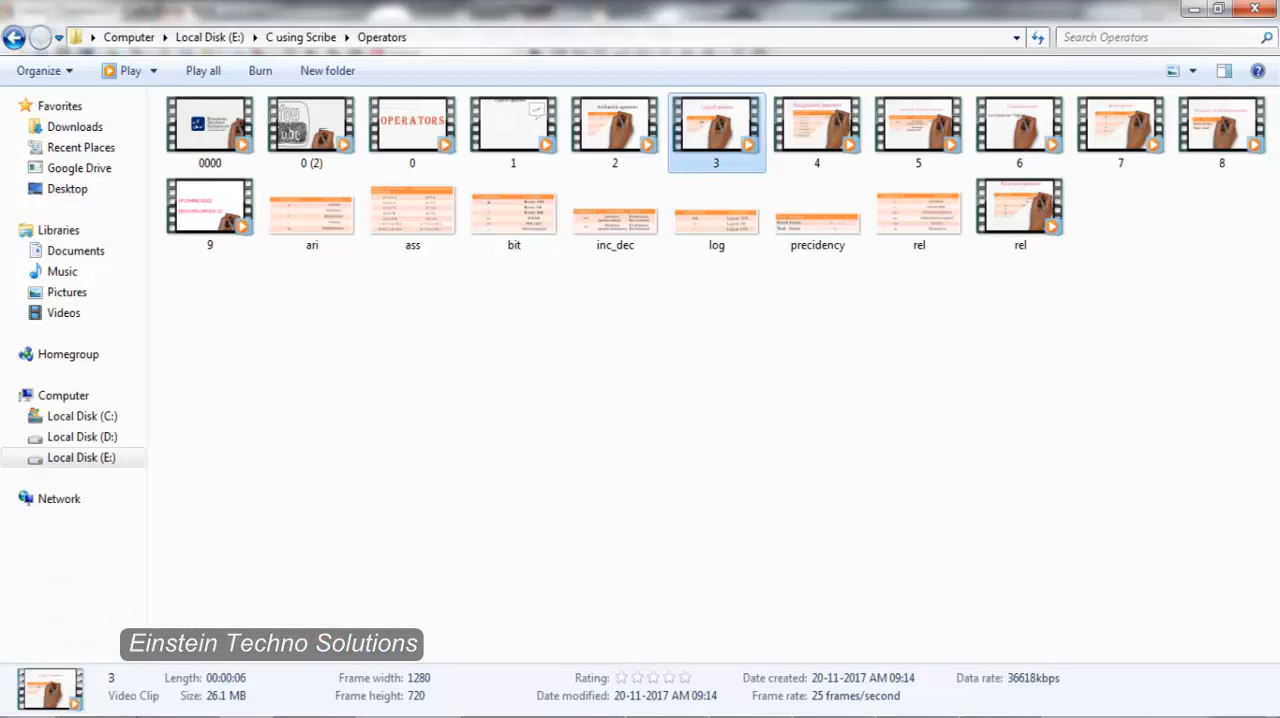 Computer Local Disk (E:) C using Scribe Operators Search Operators
Organize Play Play all Burn New folder
Favorites
Downloads
Recent Places
Google Drive
Desktop
Libraries
Documents
Music
Pictures
Videos
Homegroup
Computer
Local Disk (C:)
Local Disk (D:)
Local Disk (E:)
Network
OPERATORS
0000 0 (2) 0 1 2 3 4 5 6 7 8
9 ari ass bit inc_dec log precidency rel rel
Einstein Techno Solutions
3 Length: 00:00:06 Frame width: 1280 Rating: Date created: 20-11-2017 AM 09:14 Data rate: 36618kbps
Video Clip Size: 26.1 MB Frame height: 720 Date modified: 20-11-2017 AM 09:14 Frame rate: 25 frames/second